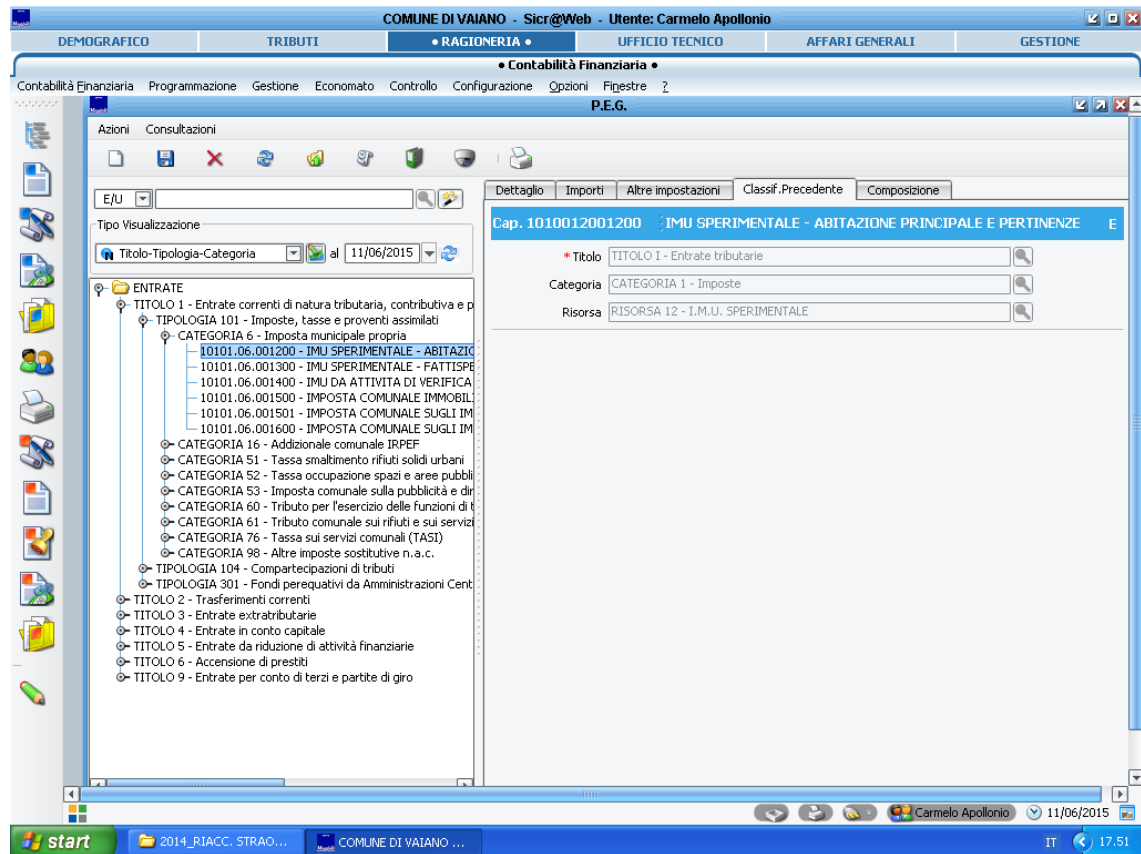 COMUNE DI VAIANO - Sicr@Web - Utente: Carmelo Apollonio
DEMOGRAFICO TRIBUTI • RAGIONERIA • UFFICIO TECNICO AFFARI GENERALI GESTIONE
• Contabilità Finanziaria •
Contabilità Finanziaria Programmazione Gestione Economato Controllo Configurazione Opzioni Finestre ?
P.E.G.
Azioni Consultazioni
E/U
Tipo Visualizzazione
Titolo-Tipologia-Categoria al 11/06/2015
ENTRATE
TITOLO 1 - Entrate correnti di natura tributaria, contributiva e p
TIPOLOGIA 101 - Imposte, tasse e proventi assimilati
CATEGORIA 6 - Imposta municipale propria
10101.06.001200 - IMU SPERIMENTALE - ABITAZIO
10101.06.001300 - IMU SPERIMENTALE - FATTISPE
10101.06.001400 - IMU DA ATTIVITA DI VERIFICA
10101.06.001500 - IMPOSTA COMUNALE IMMOBIL
10101.06.001501 - IMPOSTA COMUNALE SUGLI IM
10101.06.001600 - IMPOSTA COMUNALE SUGLI IM
CATEGORIA 16 - Addizionale comunale IRPEF
CATEGORIA 51 - Tassa smaltimento rifiuti solidi urbani
CATEGORIA 52 - Tassa occupazione spazi e aree pubbli
CATEGORIA 53 - Imposta comunale sulla pubblicità e dir
CATEGORIA 60 - Tributo per l'esercizio delle funzioni di t
CATEGORIA 61 - Tributo comunale sui rifiuti e sui servizi
CATEGORIA 76 - Tassa sui servizi comunali (TASI)
CATEGORIA 98 - Altre imposte sostitutive n.a.c.
TIPOLOGIA 104 - Compartecipazioni di tributi
TIPOLOGIA 301 - Fondi perequativi da Amministrazioni Cent
TITOLO 2 - Trasferimenti correnti
TITOLO 3 - Entrate extratributarie
TITOLO 4 - Entrate in conto capitale
TITOLO 5 - Entrate da riduzione di attività finanziarie
TITOLO 6 - Accensione di prestiti
TITOLO 9 - Entrate per conto di terzi e partite di giro
Dettaglio Importi Altre impostazioni Classif.Precedente Composizione
Cap. 1010012001200 IMU SPERIMENTALE - ABITAZIONE PRINCIPALE E PERTINENZE E
* Titolo TITOLO I - Entrate tributarie
Categoria CATEGORIA 1 - Imposte
Risorsa RISORSA 12 - I.M.U. SPERIMENTALE
Carmelo Apollonio 11/06/2015
start 2014_RIACC. STRAO... COMUNE DI VAIANO ... IT 17.51